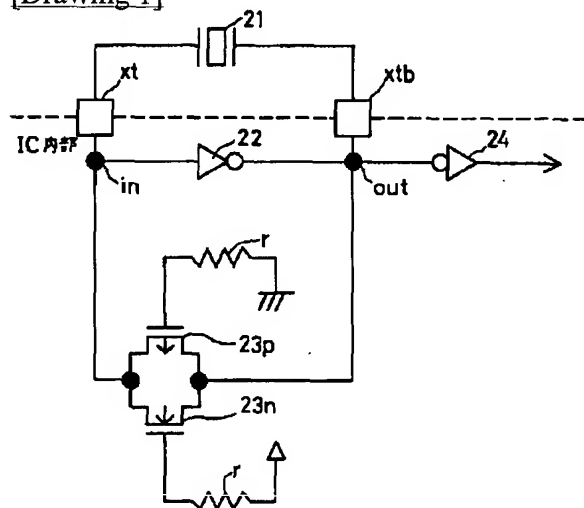 [Drawing 1]
21
xt
xtb
IC内部
22
24
in
out
r
23p
23n
r